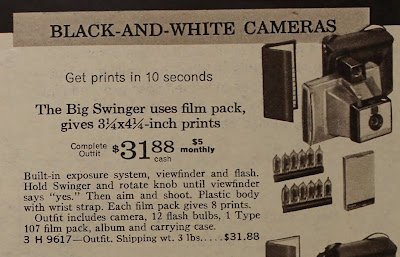 BLACK-AND-WHITE CAMERAS
Get prints in 10 seconds
The Big Swinger uses film pack,
gives 3¼x4¼-inch prints
Complete Outfit $31 88 cash $5 monthly
Built-in exposure system, viewfinder and flash.
Hold Swinger and rotate knob until viewfinder
says "yes." Then aim and shoot. Plastic body
with wrist strap. Each film pack gives 8 prints.
Outfit includes camera, 12 flash bulbs, 1 Type
107 film pack, album and carrying case.
3 H 9617—Outfit. Shipping wt. 3 lbs.....$31.88